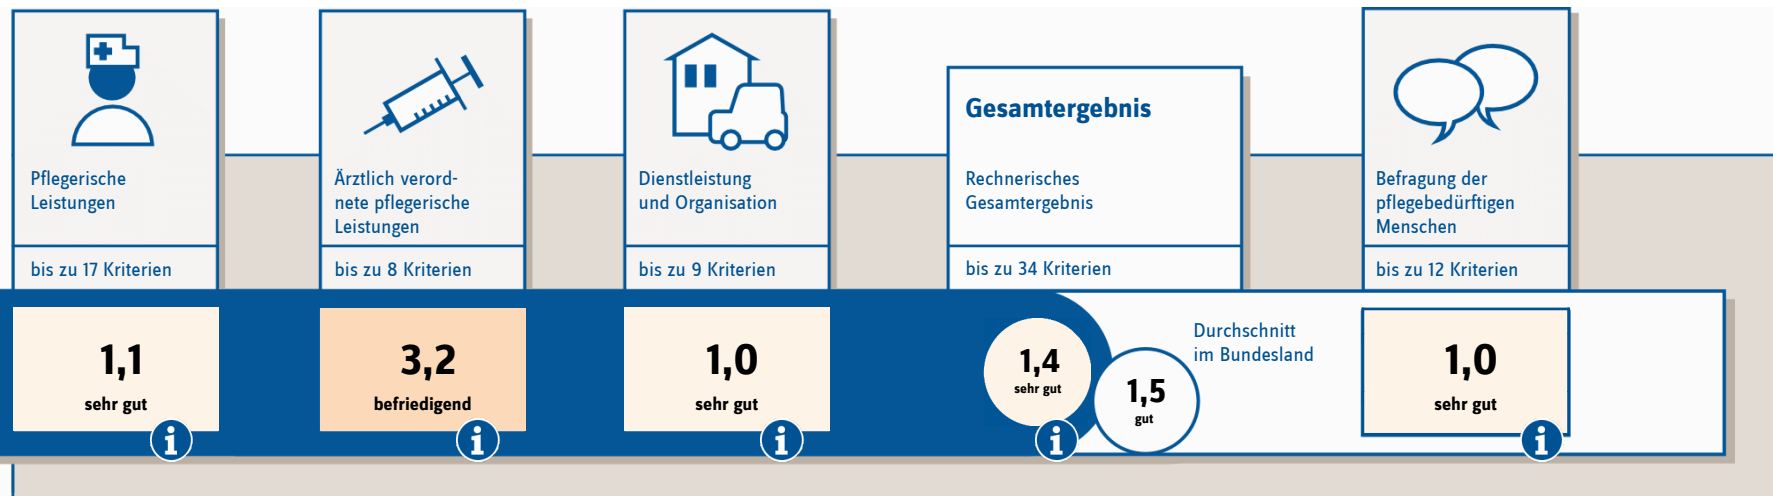 Pflegerische
Leistungen
bis zu 17 Kriterien
1,1
sehr gut
i
Ärztlich verord-
nete pflegerische
Leistungen
bis zu 8 Kriterien
3,2
befriedigend
i
Dienstleistung
und Organisation
bis zu 9 Kriterien
1,0
sehr gut
i
Gesamtergebnis
Rechnerisches
Gesamtergebnis
bis zu 34 Kriterien
1,4
sehr gut
i
1,5
gut
Durchschnitt
im Bundesland
Befragung der
pflegebedürftigen
Menschen
bis zu 12 Kriterien
1,0
sehr gut
i